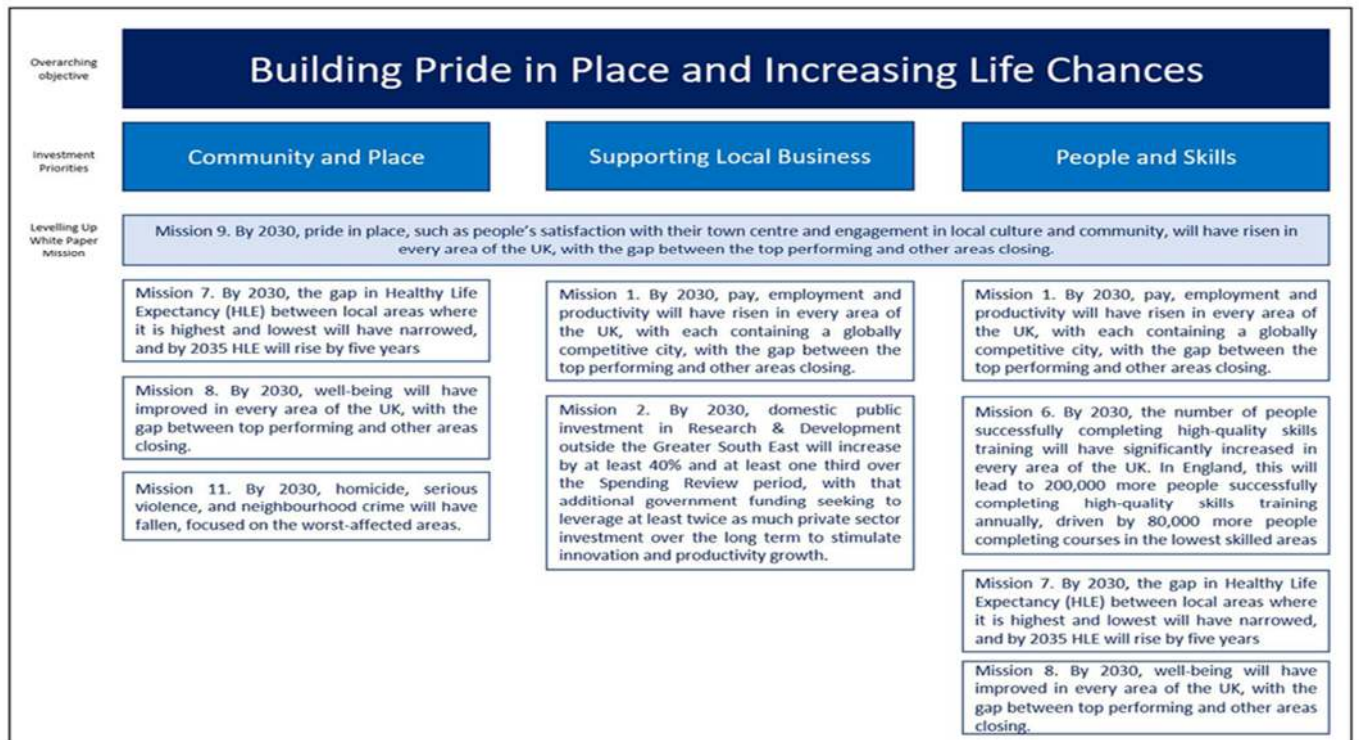 Overarching
objective
Building Pride in Place and Increasing Life Chances
Investment
Priorities
Community and Place
Supporting Local Business
People and Skills
Levelling Up
White Paper
Mission
Mission 9. By 2030, pride in place, such as people's satisfaction with their town centre and engagement in local culture and community, will have risen in
every area of the UK, with the gap between the top performing and other areas closing.
Mission 7. By 2030, the gap in Healthy Life
Expectancy (HLE) between local areas where
it is highest and lowest will have narrowed,
and by 2035 HLE will rise by five years
Mission 8. By 2030, well-being will have
improved in every area of the UK, with the
gap between top performing and other areas
closing.
Mission 11. By 2030, homicide, serious
violence, and neighbourhood crime will have
fallen, focused on the worst-affected areas.
Mission 1. By 2030, pay, employment and
productivity will have risen in every area of
the UK, with each containing a globally
competitive city, with the gap between the
top performing and other areas closing.
Mission 2. By 2030, domestic public
investment in Research & Development
outside the Greater South East will increase
by at least 40% and at least one third over
the Spending Review period, with that
additional government funding seeking to
leverage at least twice as much private sector
investment over the long term to stimulate
innovation and productivity growth.
Mission 1. By 2030, pay, employment and
productivity will have risen in every area of
the UK, with each containing a globally
competitive city, with the gap between the
top performing and other areas closing.
Mission 6. By 2030, the number of people
successfully completing high-quality skills
training will have significantly increased in
every area of the UK. In England, this will
lead to 200,000 more people successfully
completing high-quality skills training
annually, driven by 80,000 more people
completing courses in the lowest skilled areas
Mission 7. By 2030, the gap in Healthy Life
Expectancy (HLE) between local areas where
it is highest and lowest will have narrowed,
and by 2035 HLE will rise by five years
Mission 8. By 2030, well-being will have
improved in every area of the UK, with the
gap between top performing and other areas
closing.